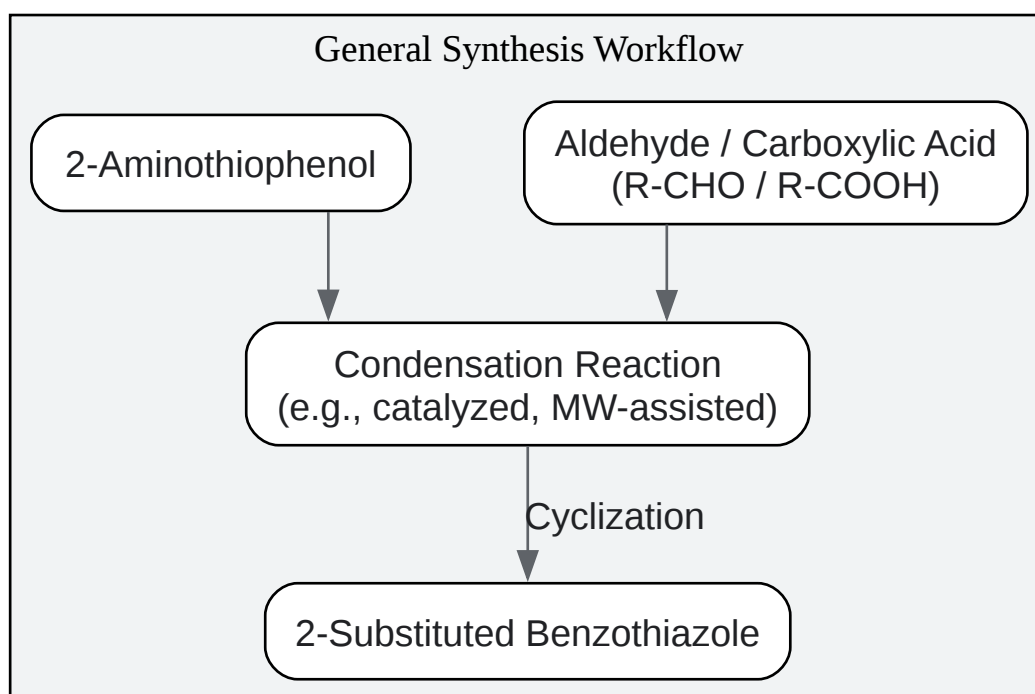 General Synthesis Workflow
2-Aminothiophenol
Aldehyde / Carboxylic Acid
(R-CHO / R-COOH)
Condensation Reaction
(e.g., catalyzed, MW-assisted)
Cyclization
2-Substituted Benzothiazole